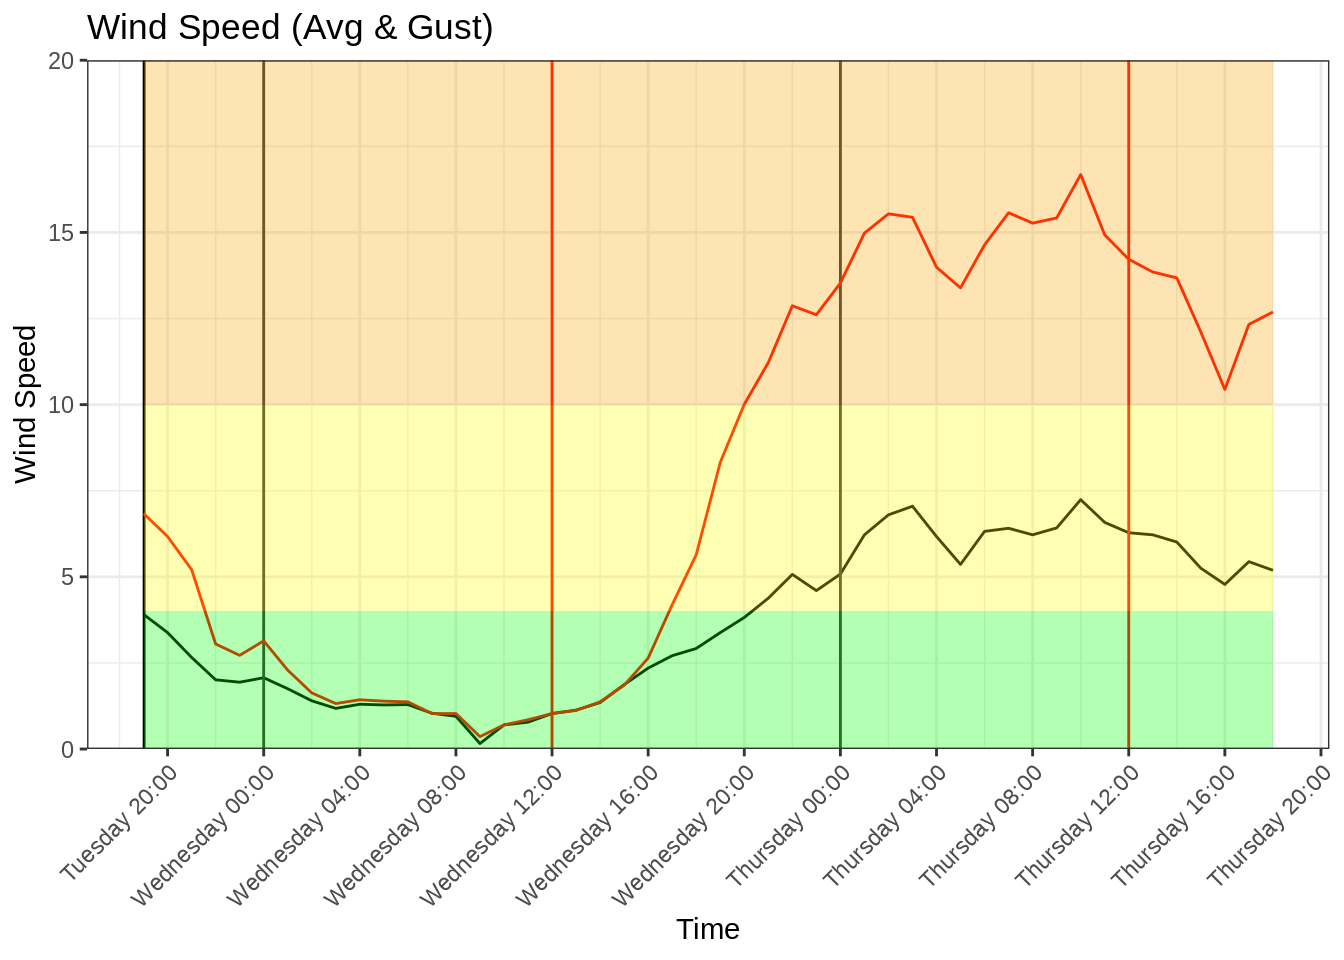 Wind Speed (Avg & Gust)
Wind Speed
20
15
10
5
0
Tuesday 20:00
Wednesday 00:00
Wednesday 04:00
Wednesday 08:00
Wednesday 12:00
Wednesday 16:00
Wednesday 20:00
Thursday 00:00
Thursday 04:00
Thursday 08:00
Thursday 12:00
Thursday 16:00
Thursday 20:00
Time